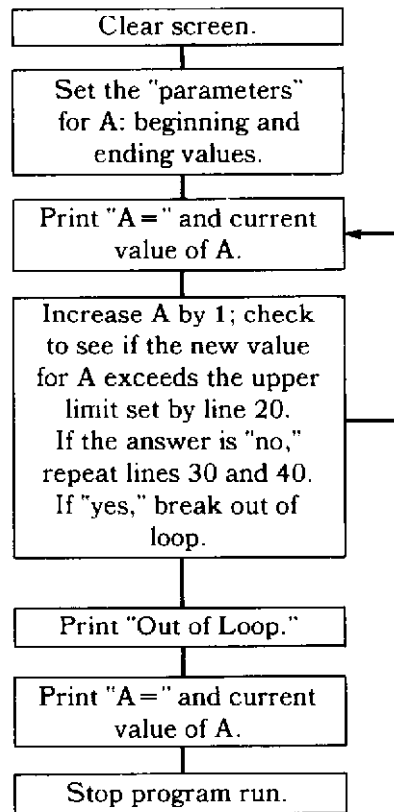 Clear screen.
Set the "parameters"
for A: beginning and
ending values.
Print "A=" and current
value of A.
Increase A by 1; check
to see if the new value
for A exceeds the upper
limit set by line 20.
If the answer is "no,"
repeat lines 30 and 40.
If "yes," break out of
loop.
Print "Out of Loop."
Print "A=" and current
value of A.
Stop program run.